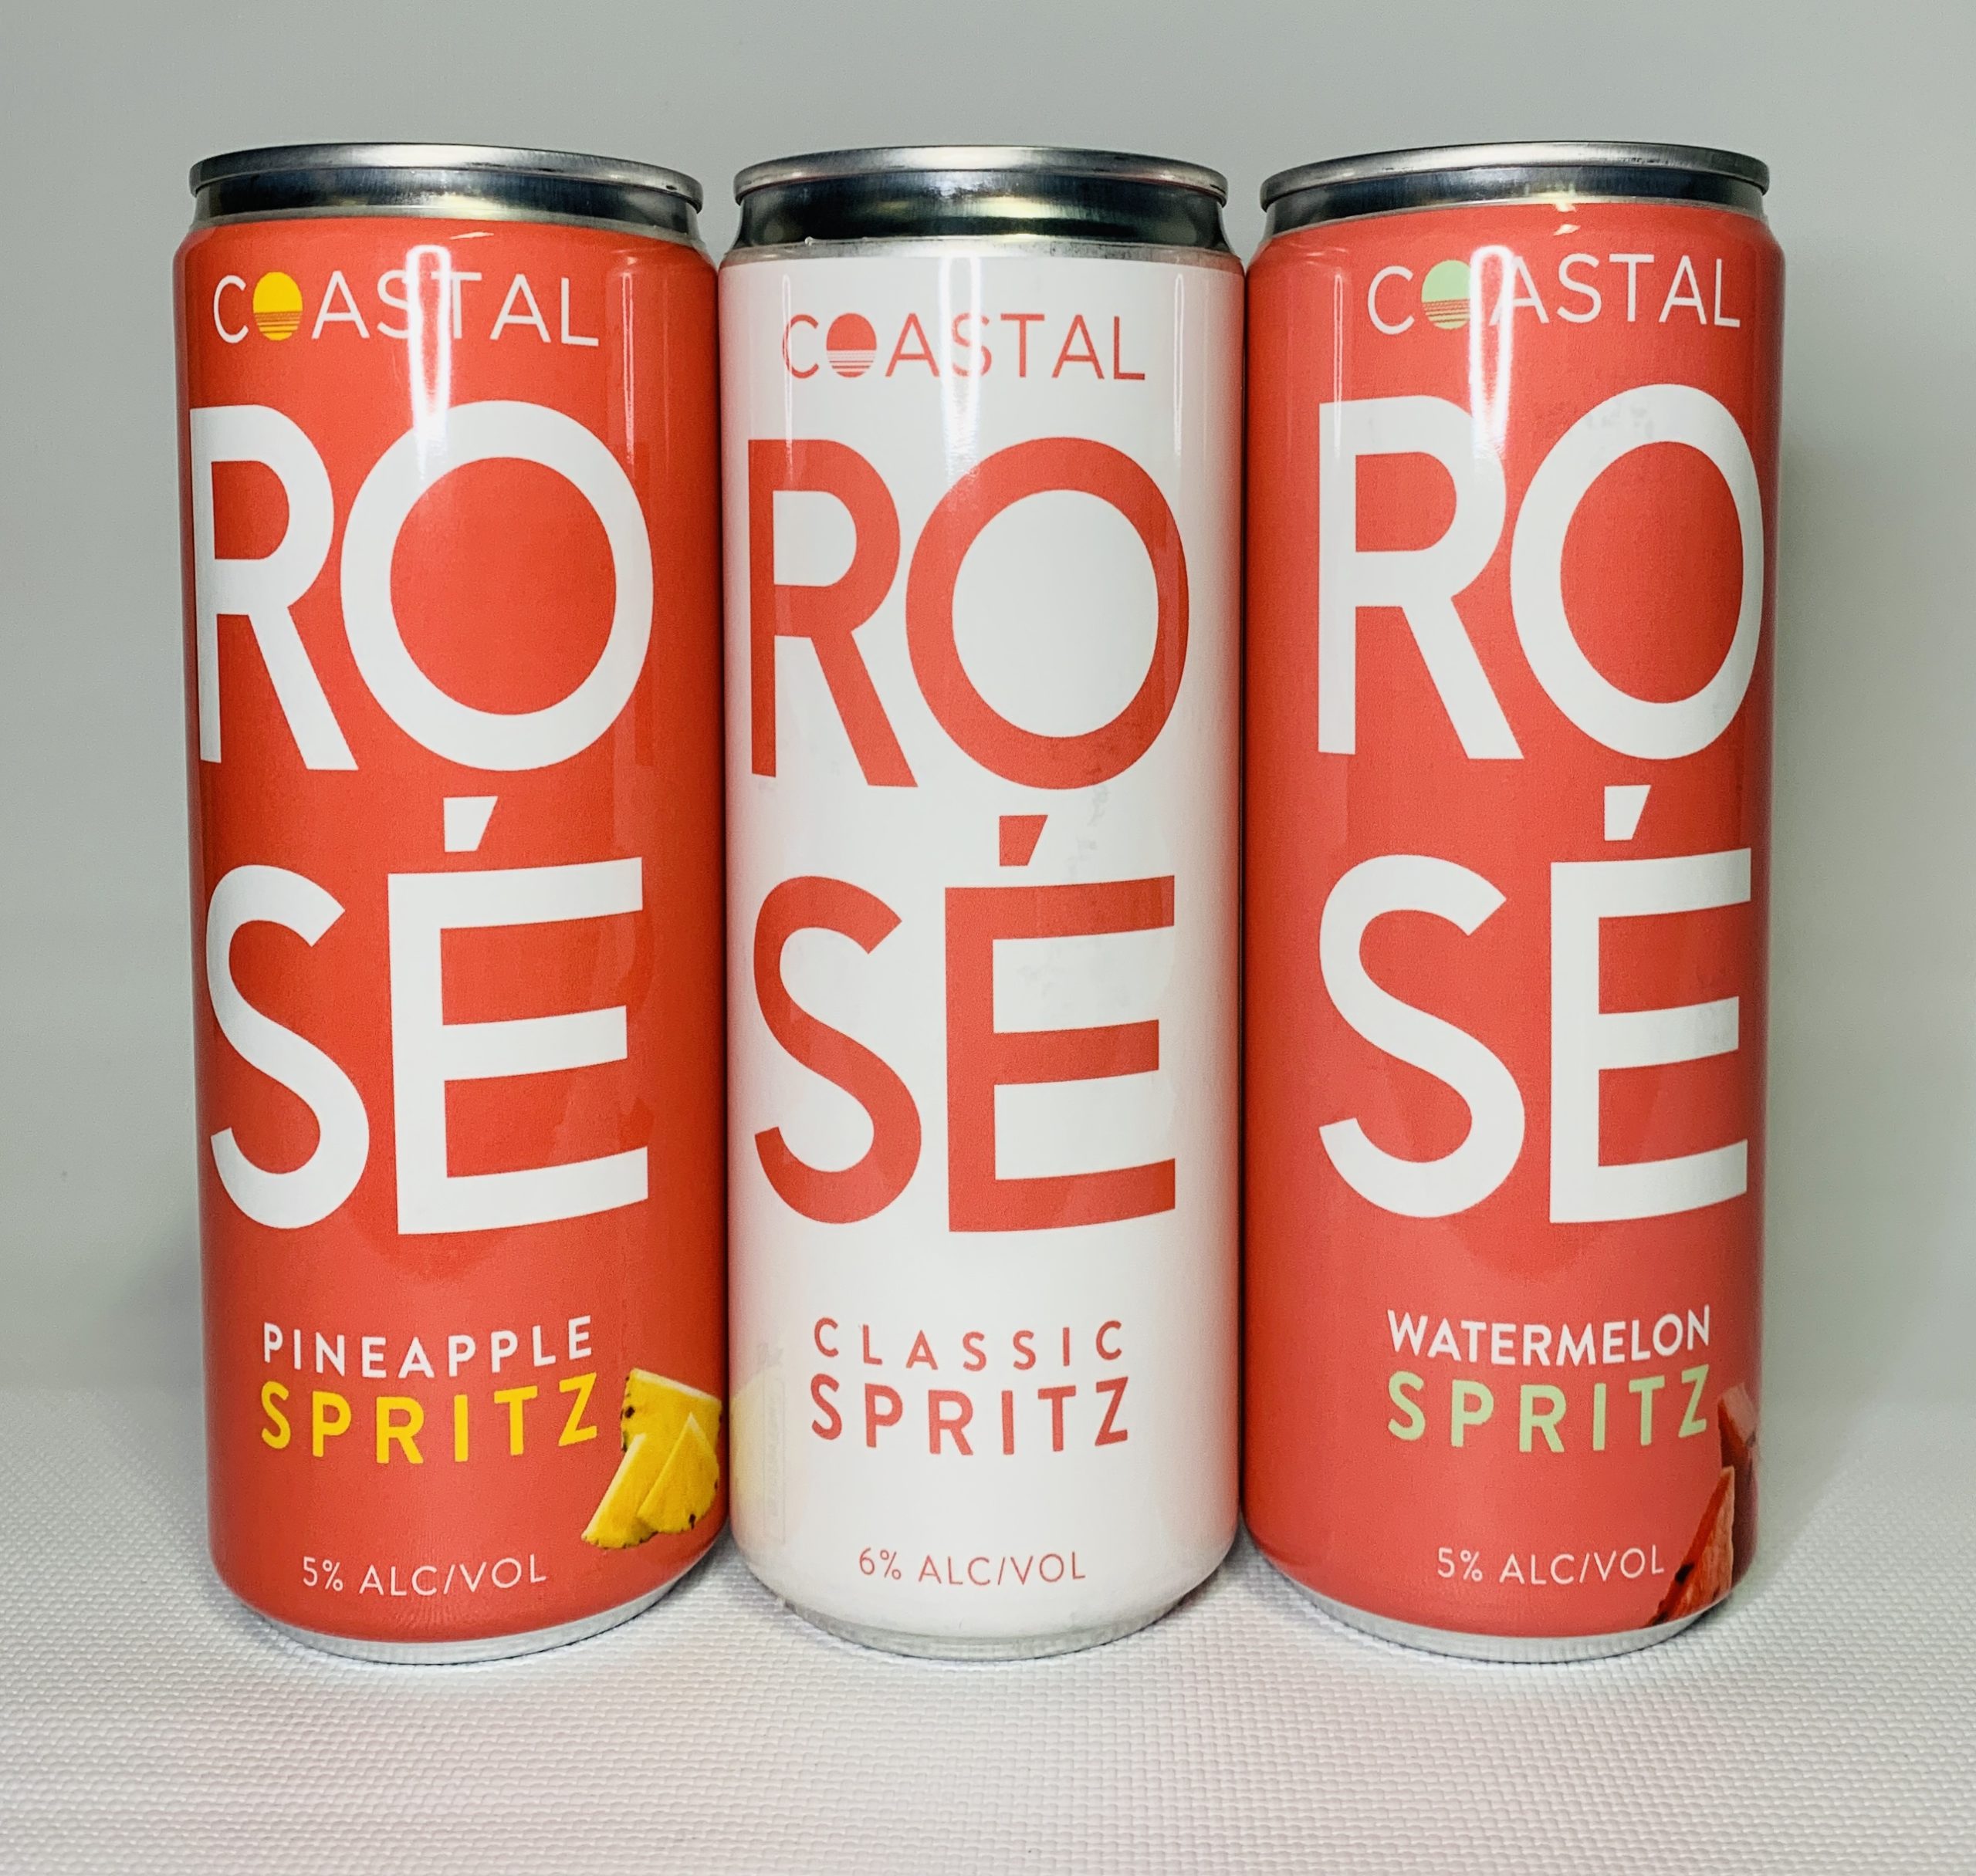 COASTAL
RO
SÉ
PINEAPPLE
SPRITZ
5% ALC/VOL
COASTAL
RO
SÉ
CLASSIC
SPRITZ
6% ALC/VOL
COASTAL
RO
SÉ
WATERMELON
SPRITZ
5% ALC/VOL